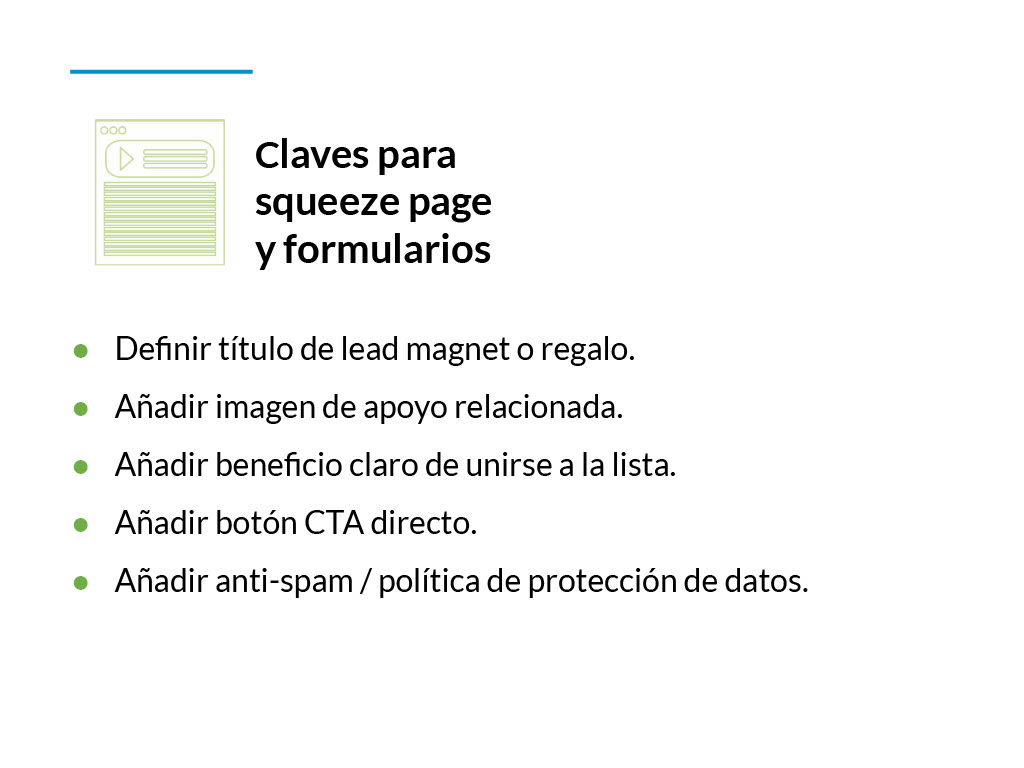 Claves para
squeeze page
y formularios
● Definir título de lead magnet o regalo.
● Añadir imagen de apoyo relacionada.
● Añadir beneficio claro de unirse a la lista.
● Añadir botón CTA directo.
● Añadir anti-spam / política de protección de datos.